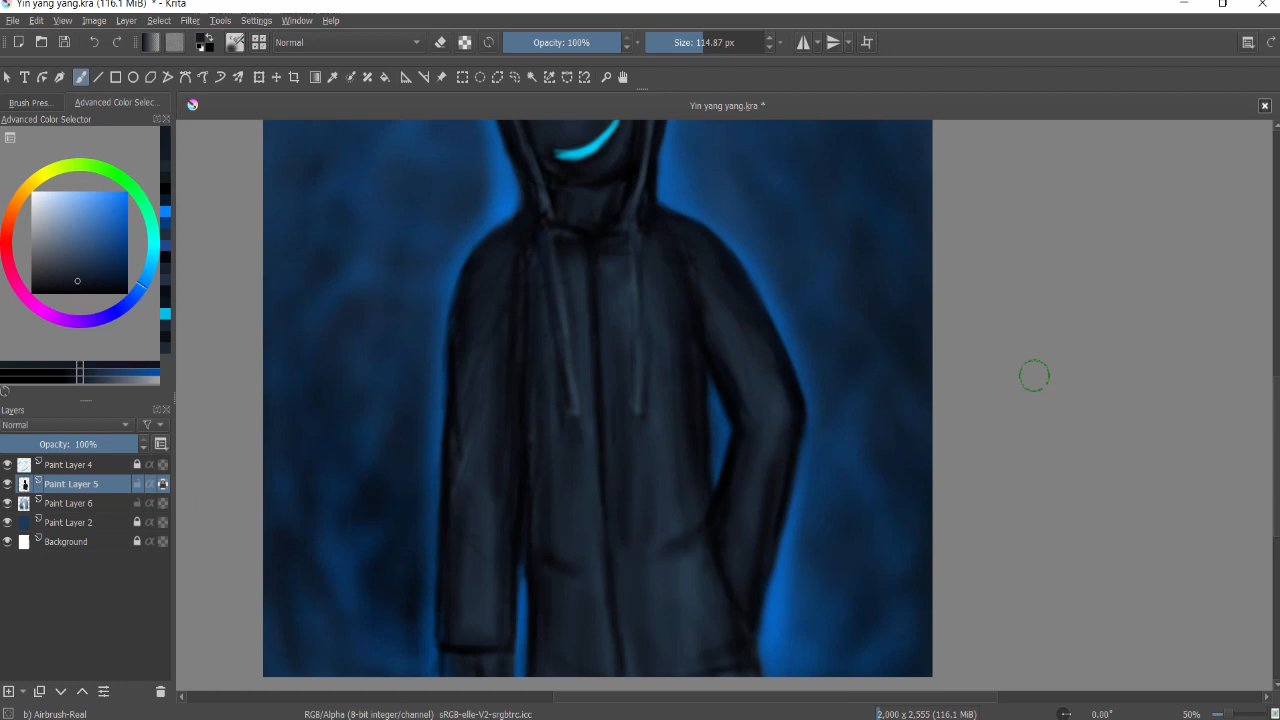 Yin yang yang.kra (116.1 MiB) * - Krita
File Edit View Image Layer Select Filter Tools Settings Window Help
Normal Opacity: 100% Size: 114.87 px
Brush Pres... Advanced Color Selec... Yin yang yang.kra *
Advanced Color Selector
Layers
Normal
Opacity: 100%
Paint Layer 4
Paint Layer 5
Paint Layer 6
Paint Layer 2
Background
b) Airbrush-Real RGB/Alpha (8-bit integer/channel) sRGB-elle-V2-srgbtrc.icc 2,000 x 2,555 (116.1 MiB) 0.00° 50%